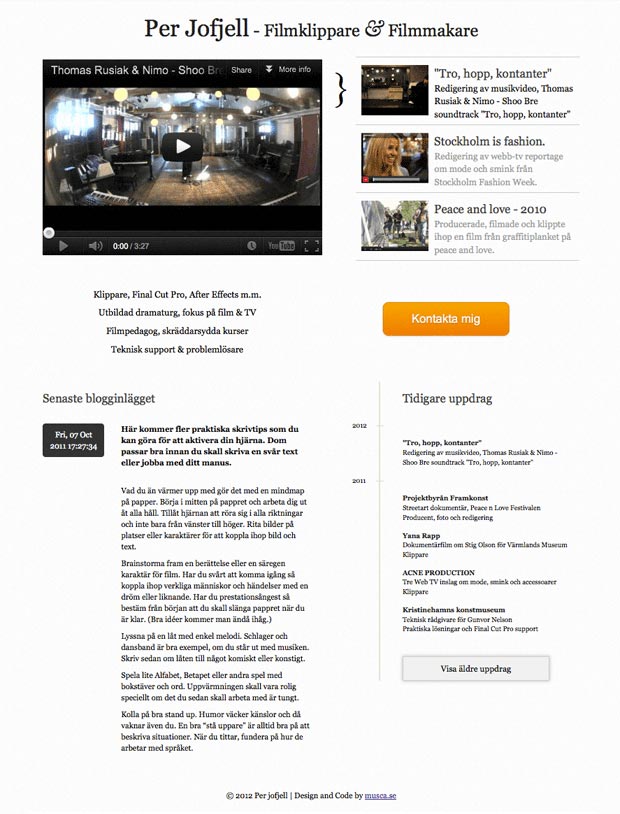 Per Jofjell - Filmklippare & Filmmakare
Thomas Rusiak & Nimo - Shoo Bre
Share
More info
0:00 / 3:27
YouTube
}
"Tro, hopp, kontanter"
Redigering av musikvideo, Thomas
Rusiak & Nimo - Shoo Bre
soundtrack "Tro, hopp, kontanter"
Stockholm is fashion.
Redigering av webb-tv reportage
om mode och smink från
Stockholm Fashion Week.
Peace and love - 2010
Producerade, filmade och klippte
ihop en film från graffitiplanket på
peace and love.
Klippare, Final Cut Pro, After Effects m.m.
Utbildad dramaturg, fokus på film & TV
Filmpedagog, skräddarsydda kurser
Teknisk support & problemlösare
Kontakta mig
Senaste blogginlägget
Fri, 07 Oct
2011 17:27:34
Här kommer fler praktiska skrivtips som du
kan göra för att aktivera din hjärna. Dom
passar bra innan du skall skriva en svår text
eller jobba med ditt manus.
Vad du än värmer upp med gör det med en mindmap
på papper. Börja i mitten på pappret och arbeta dig ut
åt alla håll. Tillåt hjärnan att röra sig i alla riktningar
och inte bara från vänster till höger. Rita bilder på
platser eller karaktärer för att koppla ihop bild och
text.
Brainstorma fram en berättelse eller en säregen
karaktär för film. Har du svårt att komma igång så
koppla ihop verkliga människor och händelser med en
dröm eller liknande. Har du prestationsångest så
bestäm från början att du skall slänga pappret när du
är klar. (Bra idéer kommer man ändå ihåg.)
Lyssna på en låt med enkel melodi. Schlager och
dansband är bra exempel, om du står ut med musiken.
Skriv sedan om låten till något komiskt eller konstigt.
Spela lite Alfabet, Betapet eller andra spel med
bokstäver och ord. Uppvärmningen skall vara rolig
speciellt om det du sedan skall arbeta med är tungt.
Kolla på bra stand up. Humor väcker känslor och då
vaknar även du. En bra "stå uppare" är alltid bra på att
beskriva situationer. När du tittar, fundera på hur de
arbetar med språket.
Tidigare uppdrag
2012
"Tro, hopp, kontanter"
Redigering av musikvideo, Thomas Rusiak & Nimo -
Shoo Bre soundtrack "Tro, hopp, kontanter"
2011
Projektbyrån Framkonst
Streetart dokumentär, Peace n Love Festivalen
Producent, foto och redigering
Yana Rapp
Dokumentärfilm om Stig Olson för Värmlands Museum
Klippare
ACNE PRODUCTION
Tre Web TV inslag om mode, smink och accessoarer
Klippare
Kristinehamns konstmuseum
Teknisk rådgivare för Gunvor Nelson
Praktiska lösningar och Final Cut Pro support
Visa äldre uppdrag
© 2012 Per jofjell | Design and Code by musca.se